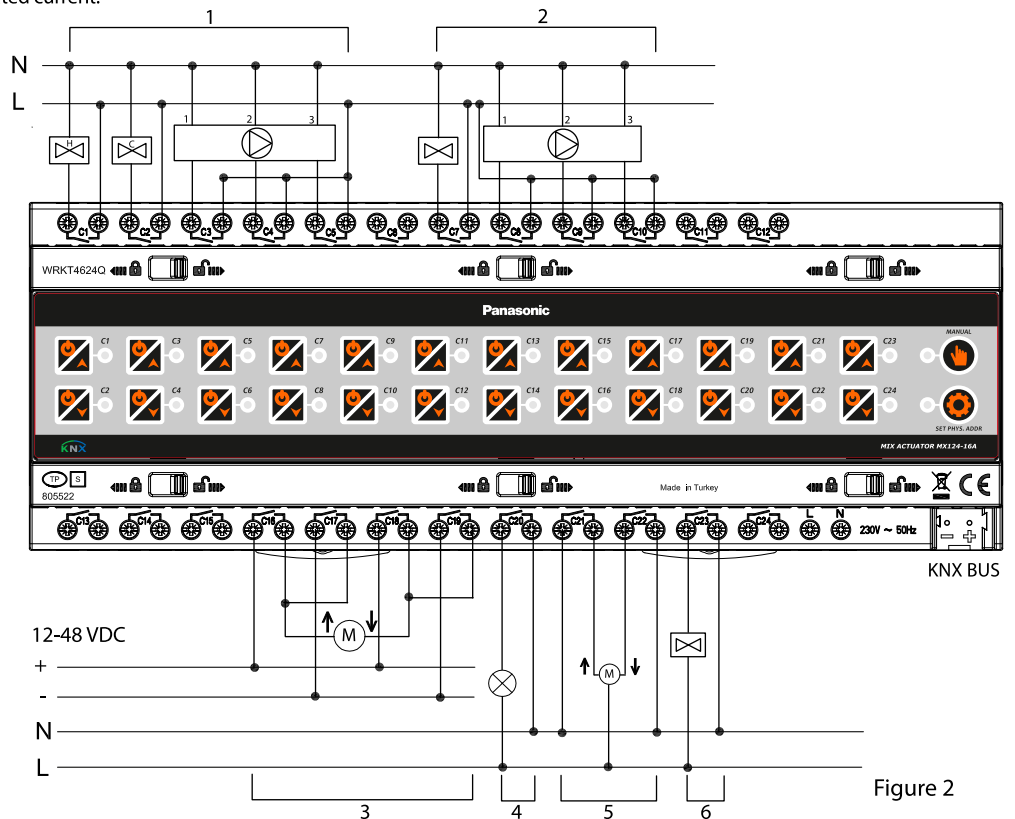 ted current.
1 2
N
L
1 2 3 1 2 3
H C
C1 C2 C3 C4 C5 C6 C7 C8 C9 C10 C11 C12
WRKT4624Q
Panasonic
C1 C3 C5 C7 C9 C11 C13 C15 C17 C19 C21 C23
MANUAL
C2 C4 C6 C8 C10 C12 C14 C16 C18 C20 C22 C24
SET PHYS. ADDR
KNX
MIX ACTUATOR MX124-16A
TP S
805522
Made in Turkey
CE
C13 C14 C15 C16 C17 C18 C19 C20 C21 C22 C23 C24 L N 230V ~ 50Hz
- +
KNX BUS
12-48 VDC
M
+
M
-
N
L
Figure 2
3 4 5 6